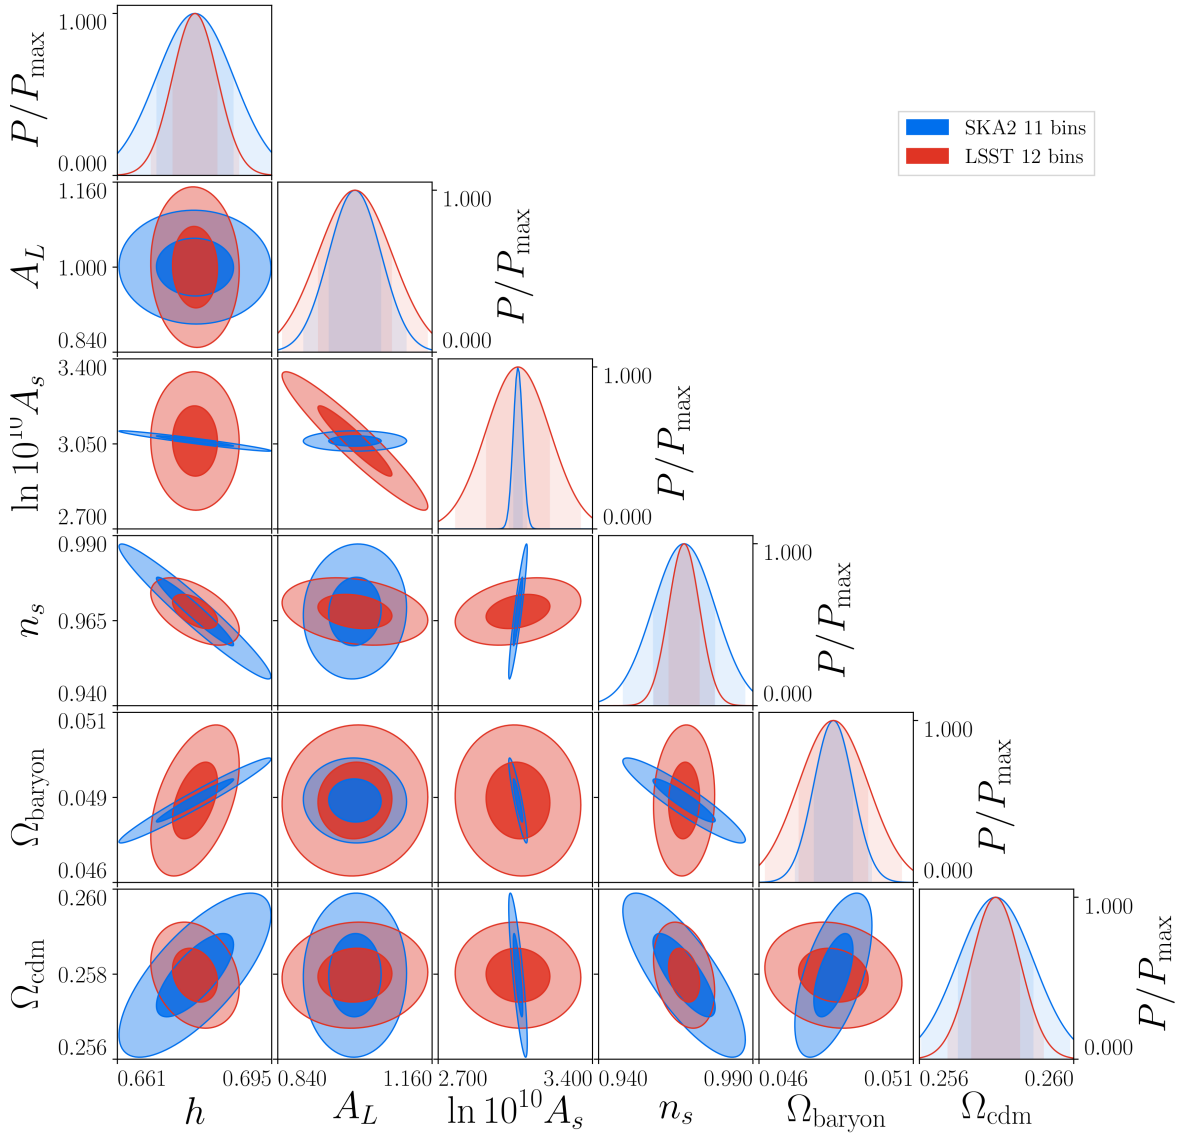 1.000
P/P_max
0.000
SKA2 11 bins
LSST 12 bins
1.160
A_L
1.000
0.840
1.000
P/P_max
0.000
3.400
ln 10^10 A_s
3.050
2.700
1.000
P/P_max
0.000
0.990
n_s
0.965
0.940
1.000
P/P_max
0.000
0.051
Ω_baryon
0.049
0.046
1.000
P/P_max
0.000
0.260
Ω_cdm
0.258
0.256
1.000
P/P_max
0.000
0.661 0.695 0.840 1.160 2.700 3.400 0.940 0.990 0.046 0.051 0.256 0.260
h A_L ln 10^10 A_s n_s Ω_baryon Ω_cdm